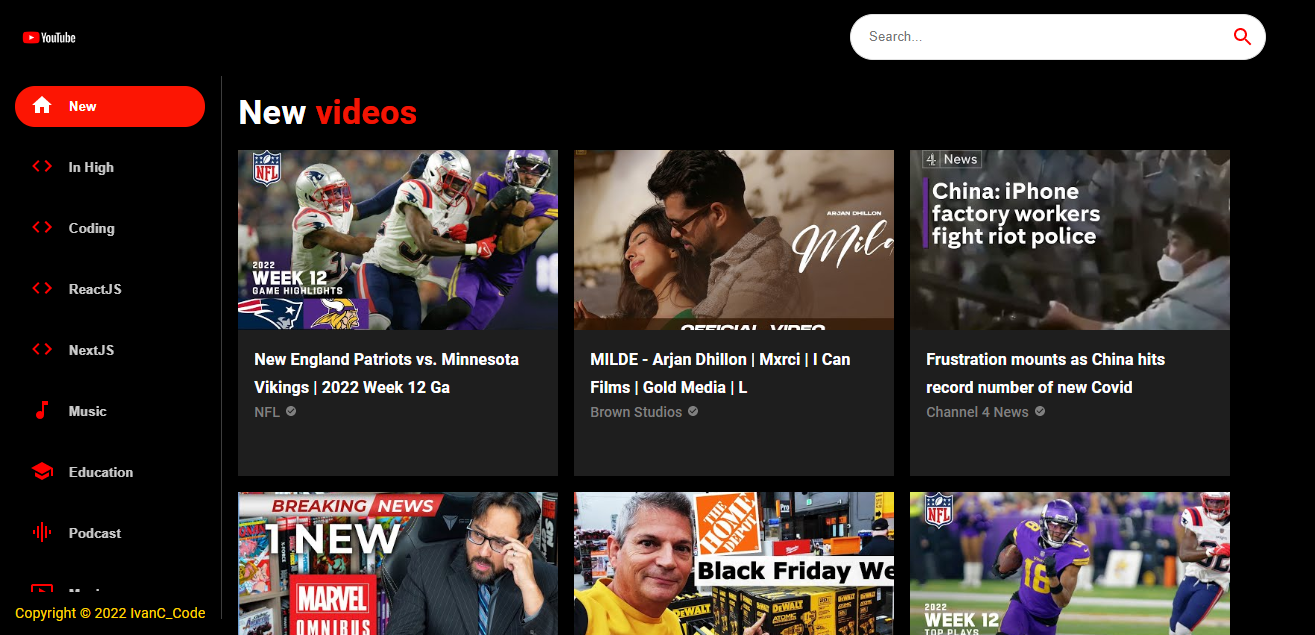 YouTube
Search...
New
In High
Coding
ReactJS
NextJS
Music
Education
Podcast
Copyright © 2022 IvanC_Code
New videos
NFL
2022
WEEK 12
GAME HIGHLIGHTS
New England Patriots vs. Minnesota
Vikings | 2022 Week 12 Ga
NFL
ARJAN DHILLON
OFFICIAL VIDEO
MILDE - Arjan Dhillon | Mxrci | I Can
Films | Gold Media | L
Brown Studios
4 News
China: iPhone
factory workers
fight riot police
Frustration mounts as China hits
record number of new Covid
Channel 4 News
BREAKING NEWS
1 NEW
MARVEL
OMNIBUS
THE
HOME
DEPOT
Black Friday We
DEWALT
DEWALT
NFL
18
2022
WEEK 12
TOP PLAYS